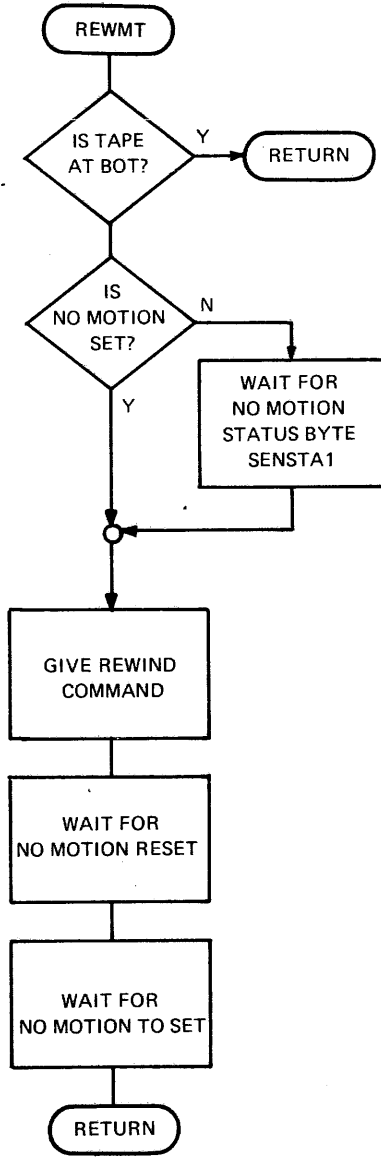 REWMT
IS TAPE
AT BOT?
Y
RETURN
IS
NO MOTION
SET?
N
Y
WAIT FOR
NO MOTION
STATUS BYTE
SENSTA1
GIVE REWIND
COMMAND
WAIT FOR
NO MOTION RESET
WAIT FOR
NO MOTION TO SET
RETURN